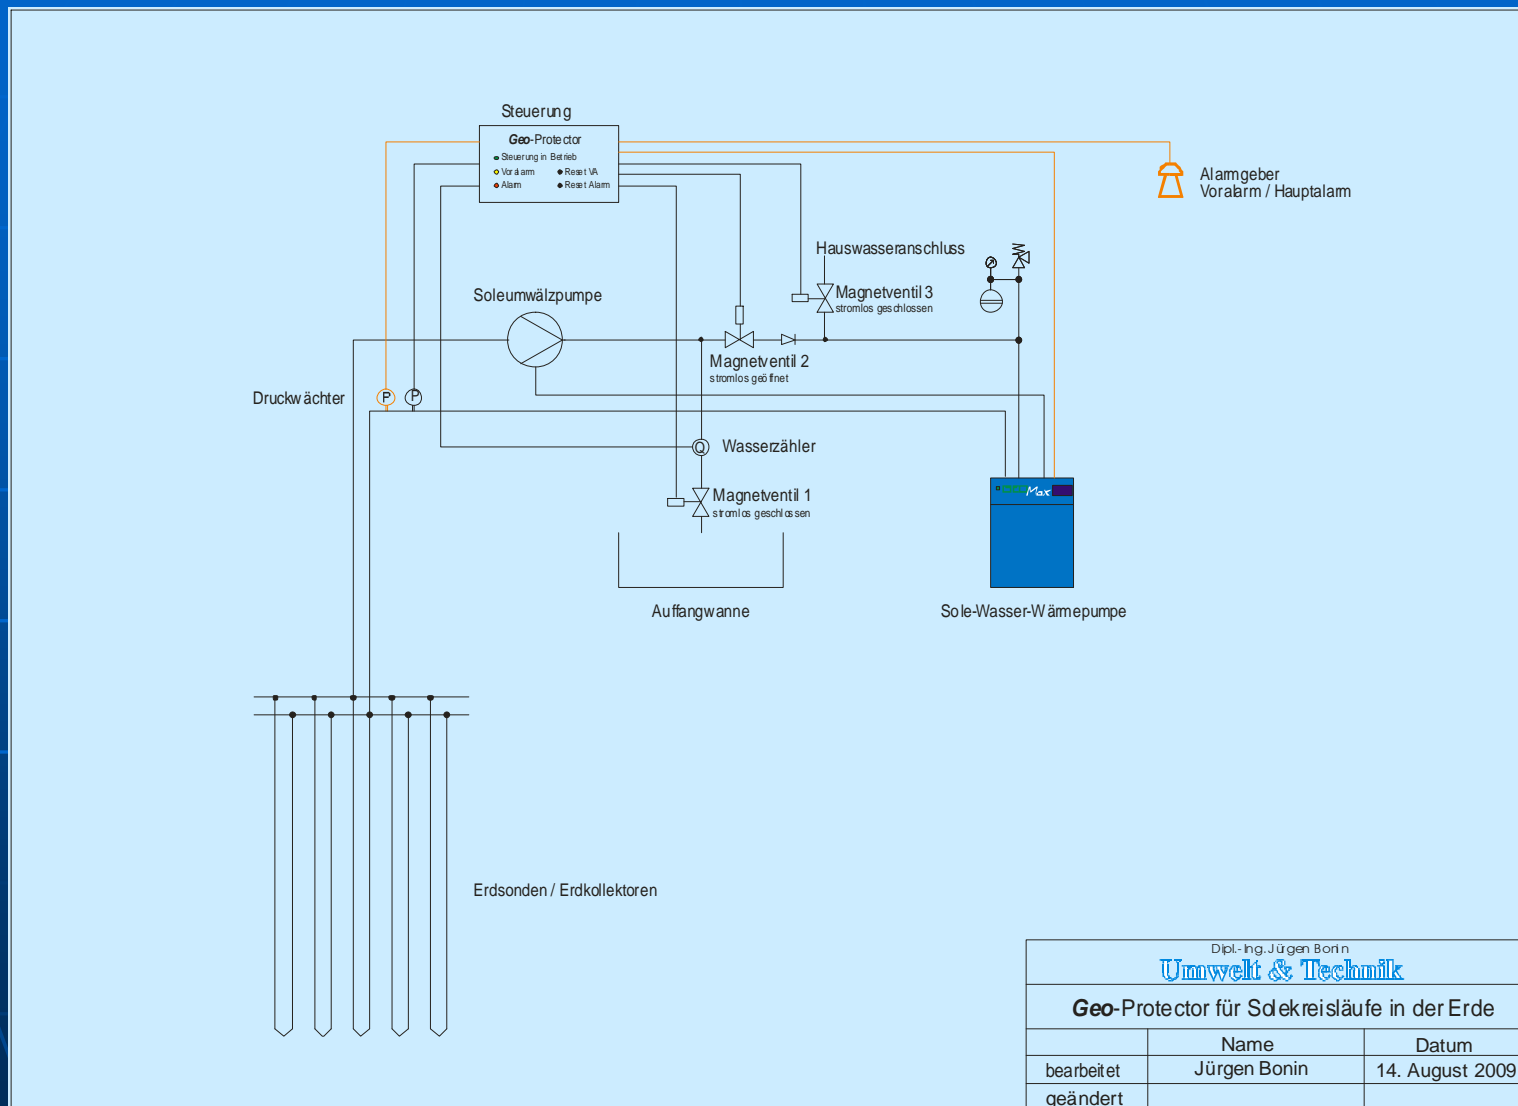 Steuerung
Geo-Protector
Steuerung in Betrieb
Voralarm
Reset VA
Alarm
Reset Alarm
Alarmgeber
Voralarm / Hauptalarm
Hauswasseranschluss
Soleumwälzpumpe
Magnetventil 3
stromlos geschlossen
Magnetventil 2
stromlos geöffnet
Druckwächter
P
P
Q
Wasserzähler
Magnetventil 1
stromlos geschlossen
Max
Auffangwanne
Sole-Wasser-Wärmepumpe
Erdsonden / Erdkollektoren
Dipl.-Ing. Jürgen Bonin
Umwelt & Technik
Geo-Protector für Solekreisläufe in der Erde
Name
Datum
bearbeitet
Jürgen Bonin
14. August 2009
geändert